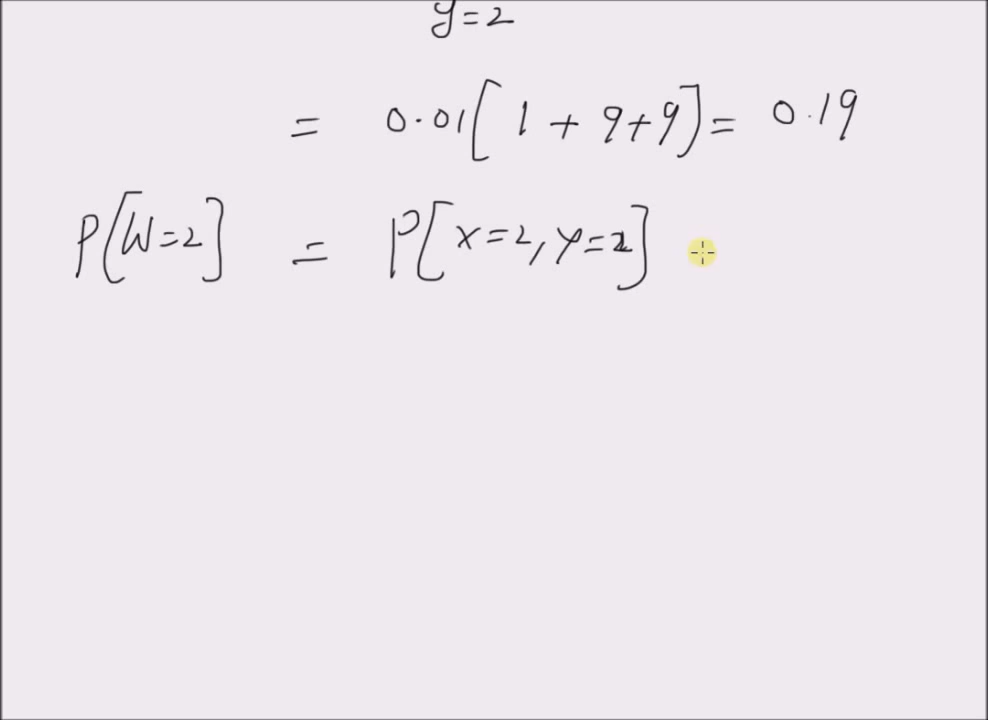 y=2
= 0.01[1+9+9]= 0.19
P[W=2] = P[x=2,y=2]